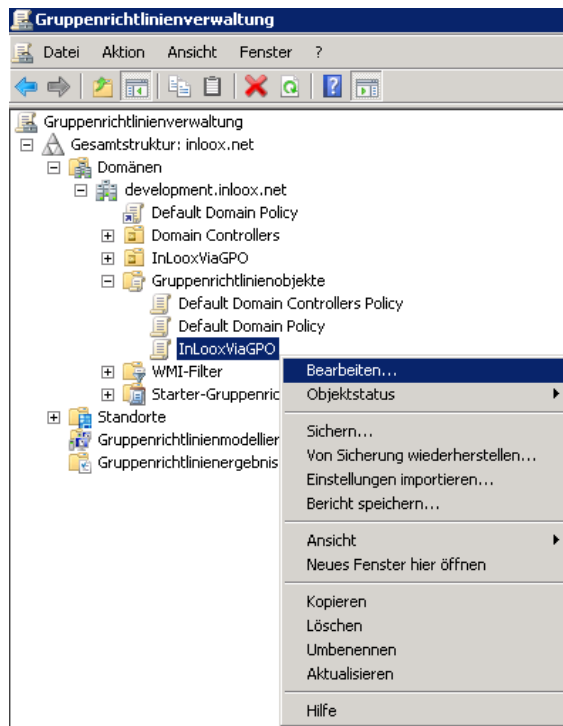 Gruppenrichtlinienverwaltung
Datei Aktion Ansicht Fenster ?
Gruppenrichtlinienverwaltung
Gesamtstruktur: inloox.net
Domänen
development.inloox.net
Default Domain Policy
Domain Controllers
InLooxViaGPO
Gruppenrichtlinienobjekte
Default Domain Controllers Policy
Default Domain Policy
InLooxViaGPO
WMI-Filter
Starter-Gruppenric
Standorte
Gruppenrichtlinienmodellier
Gruppenrichtlinienergebnis
Bearbeiten...
Objektstatus
Sichern...
Von Sicherung wiederherstellen...
Einstellungen importieren...
Bericht speichern...
Ansicht
Neues Fenster hier öffnen
Kopieren
Löschen
Umbenennen
Aktualisieren
Hilfe